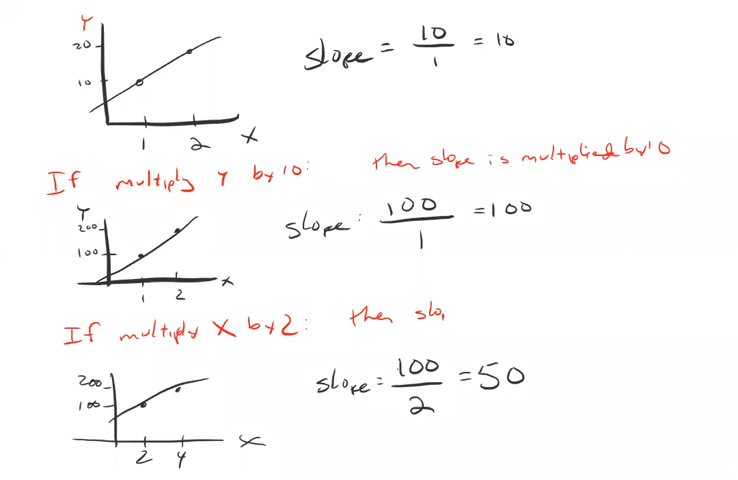 Y
20
slope = 10/1 = 10
10
1 2 X
If multiply Y by 10: then slope is multiplied by 10
Y
200
slope: 100/1 = 100
100
1 2 X
If multiply X by 2: then slo
200
slope = 100/2 = 50
100
2 4 X